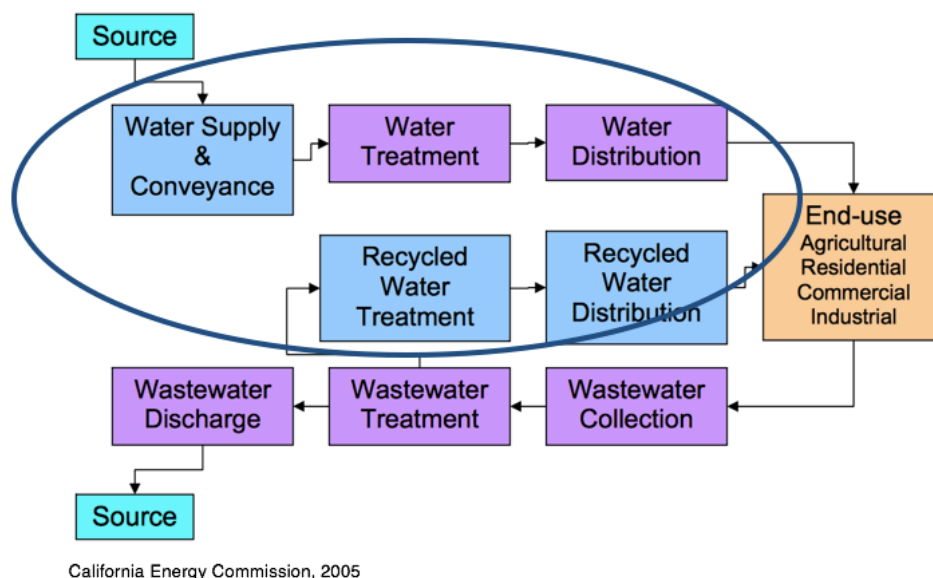 Source
Water Supply
&
Conveyance
Water
Treatment
Water
Distribution
Recycled
Water
Treatment
Recycled
Water
Distribution
End-use
Agricultural
Residential
Commercial
Industrial
Wastewater
Discharge
Wastewater
Treatment
Wastewater
Collection
Source
California Energy Commission, 2005